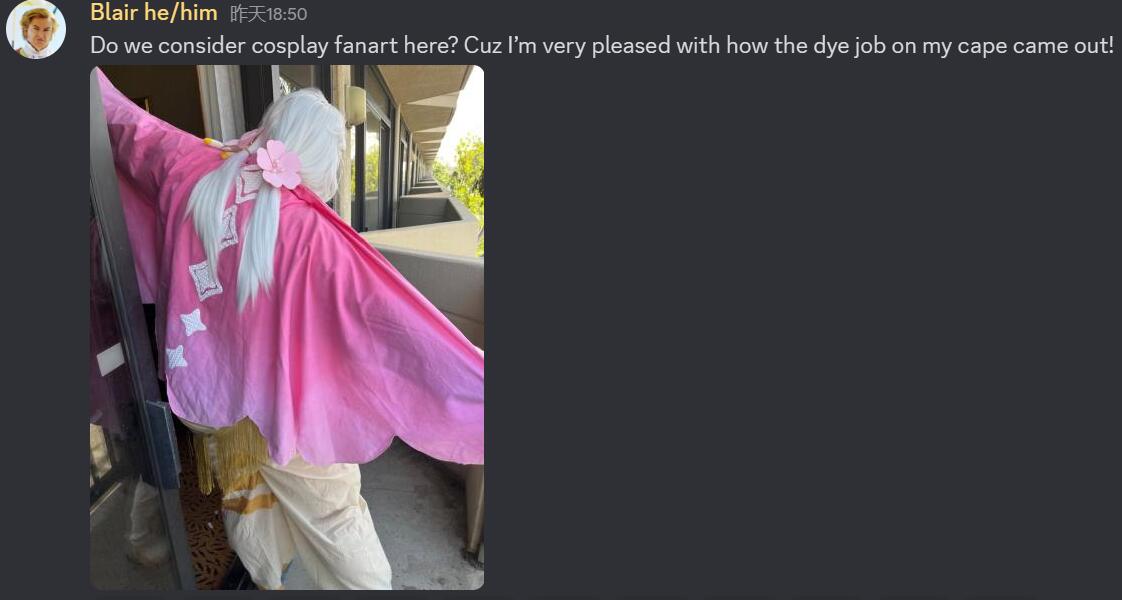 Blair he/him 昨天18:50
Do we consider cosplay fanart here? Cuz I’m very pleased with how the dye job on my cape came out!